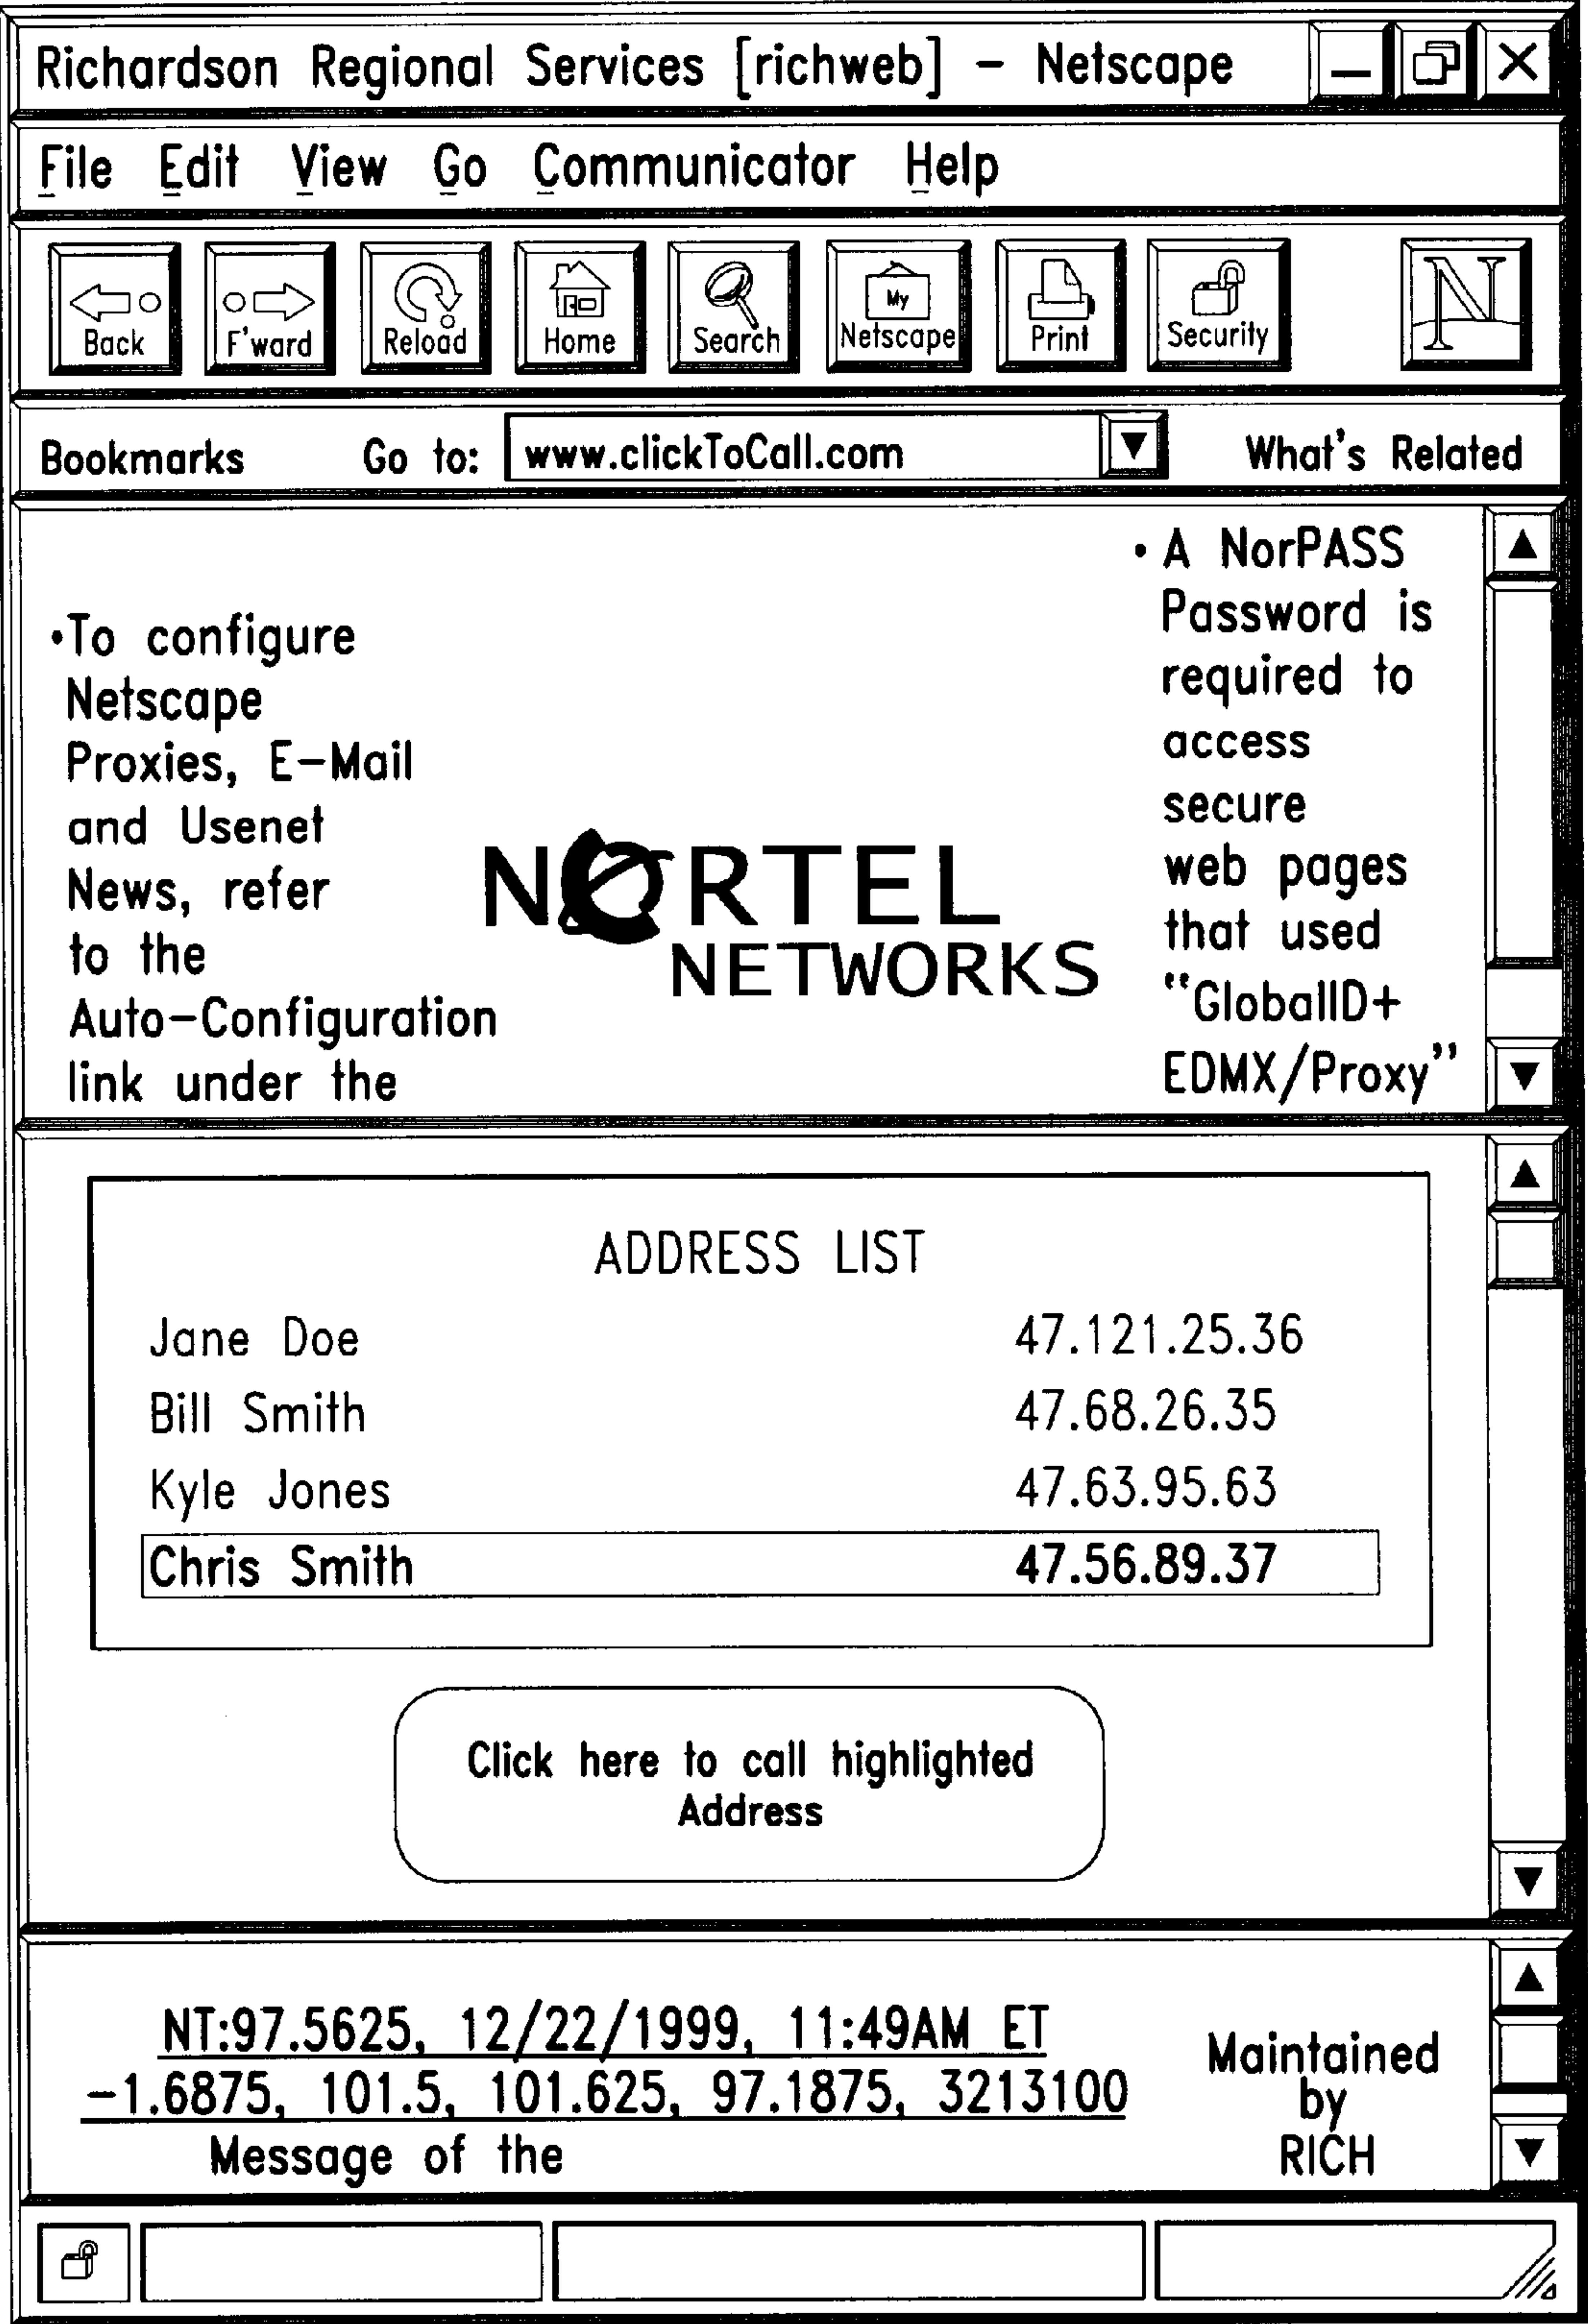 Richardson Regional Services [richweb] - Netscape
File Edit View Go Communicator Help
Back F'ward Reload Home Search My Netscape Print Security N
Bookmarks Go to: www.clickToCall.com What's Related
•To configure
Netscape
Proxies, E-Mail
and Usenet
News, refer
to the
Auto-Configuration
link under the
NORTEL
NETWORKS
• A NorPASS
Password is
required to
access
secure
web pages
that used
"GlobalID+
EDMX/Proxy"
ADDRESS LIST
Jane Doe 47.121.25.36
Bill Smith 47.68.26.35
Kyle Jones 47.63.95.63
Chris Smith 47.56.89.37
Click here to call highlighted
Address
NT:97.5625, 12/22/1999, 11:49AM ET
-1.6875, 101.5, 101.625, 97.1875, 3213100
Message of the
Maintained
by
RICH